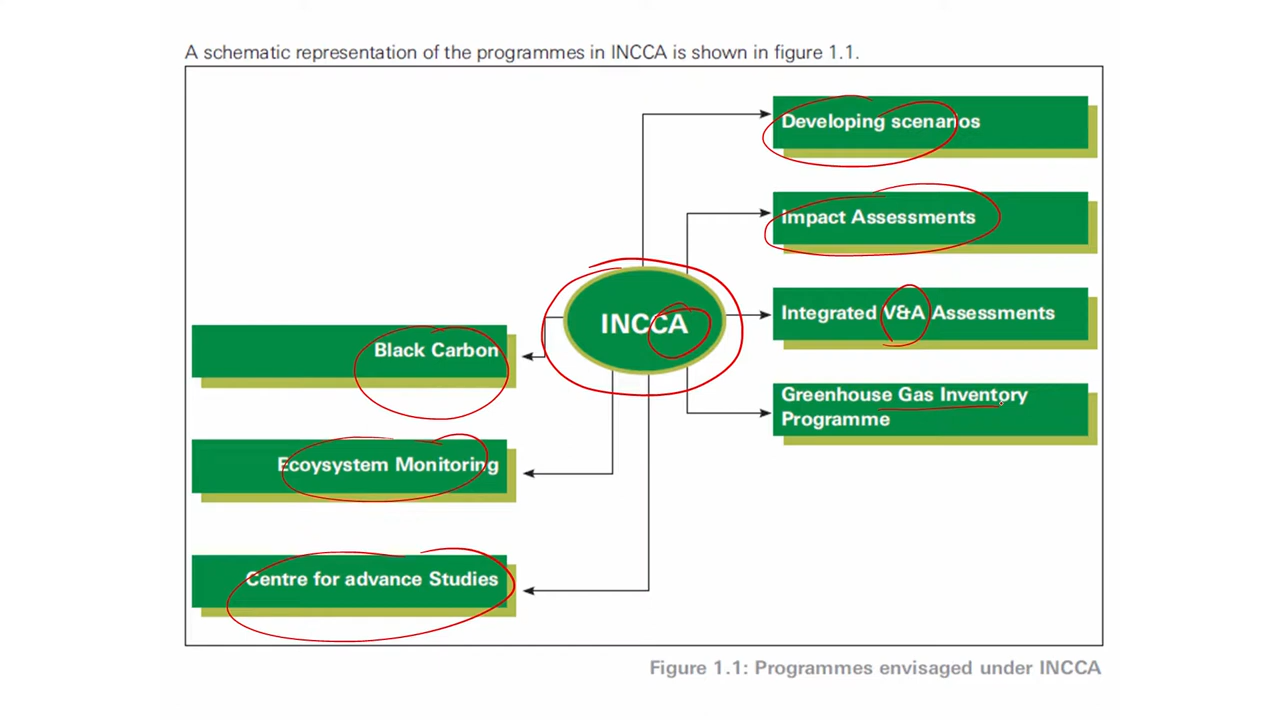 A schematic representation of the programmes in INCCA is shown in figure 1.1.
Developing scenarios
Impact Assessments
Integrated V&A Assessments
Greenhouse Gas Inventory
Programme
INCCA
Black Carbon
Ecoysystem Monitoring
Centre for advance Studies
Figure 1.1: Programmes envisaged under INCCA